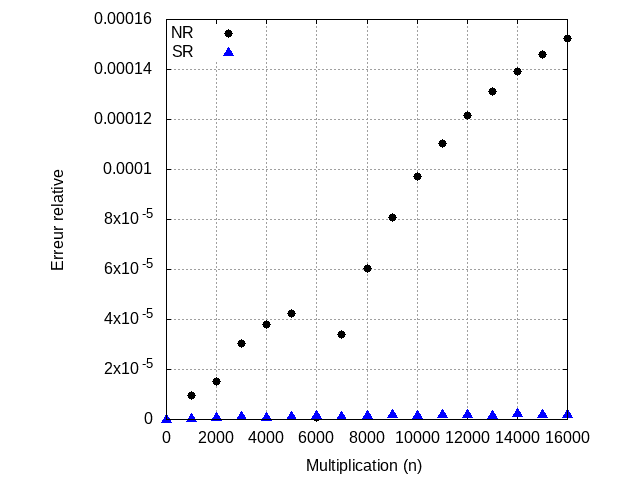 NR
SR
0.00016
0.00014
0.00012
0.0001
8x10-5
6x10-5
4x10-5
2x10-5
0
Erreur relative
0 2000 4000 6000 8000 10000 12000 14000 16000
Multiplication (n)